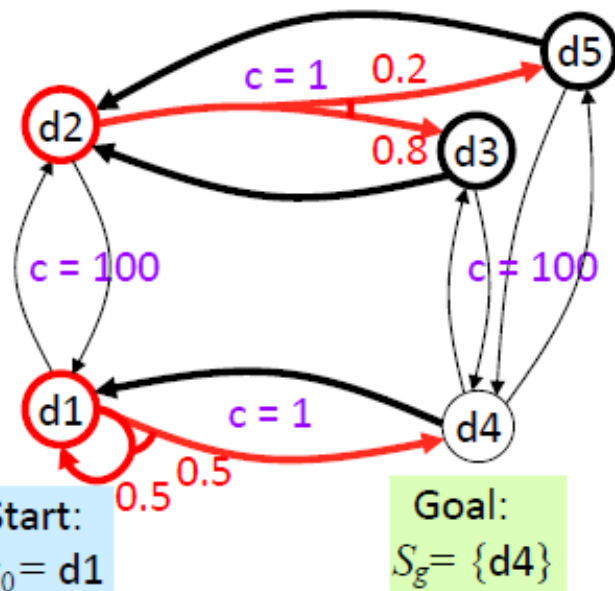 d5
c = 1
0.2
d2
0.8
d3
c = 100
c = 100
d1
c = 1
d4
0.5
0.5
Start:
Goal:
0 = d1
Sg = {d4}